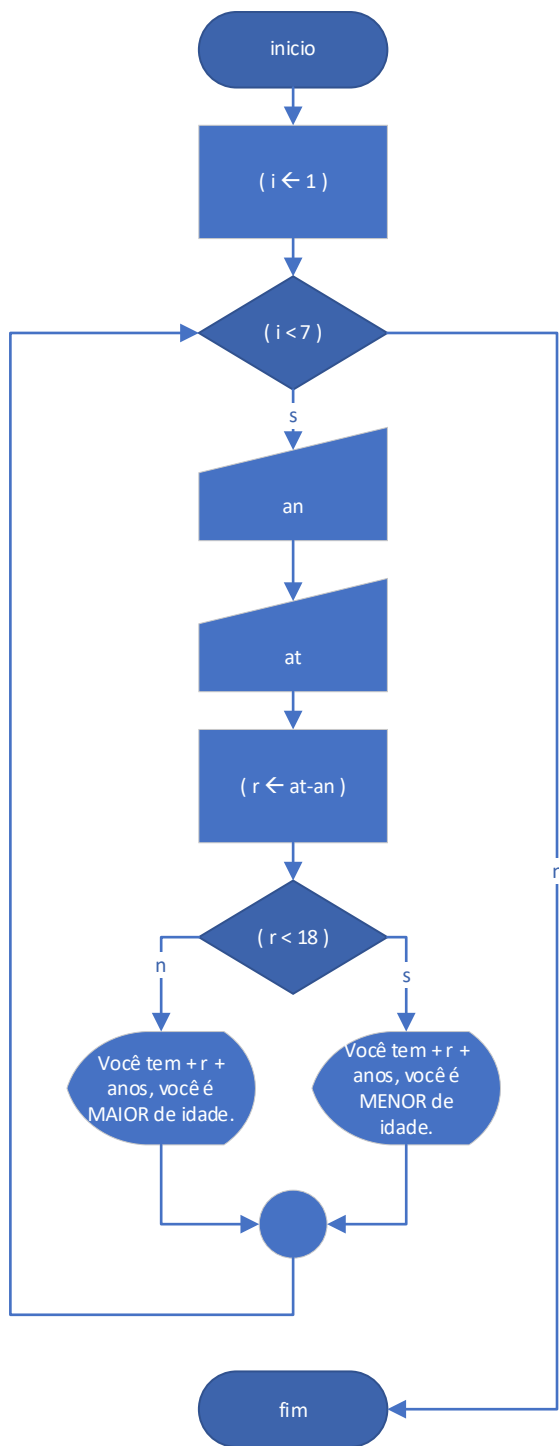 inicio
( i ← 1 )
( i < 7 )
s
an
at
( r ← at-an )
n
( r < 18 )
n
s
Você tem + r +
anos, você é
MAIOR de idade.
Você tem + r +
anos, você é
MENOR de
idade.
fim